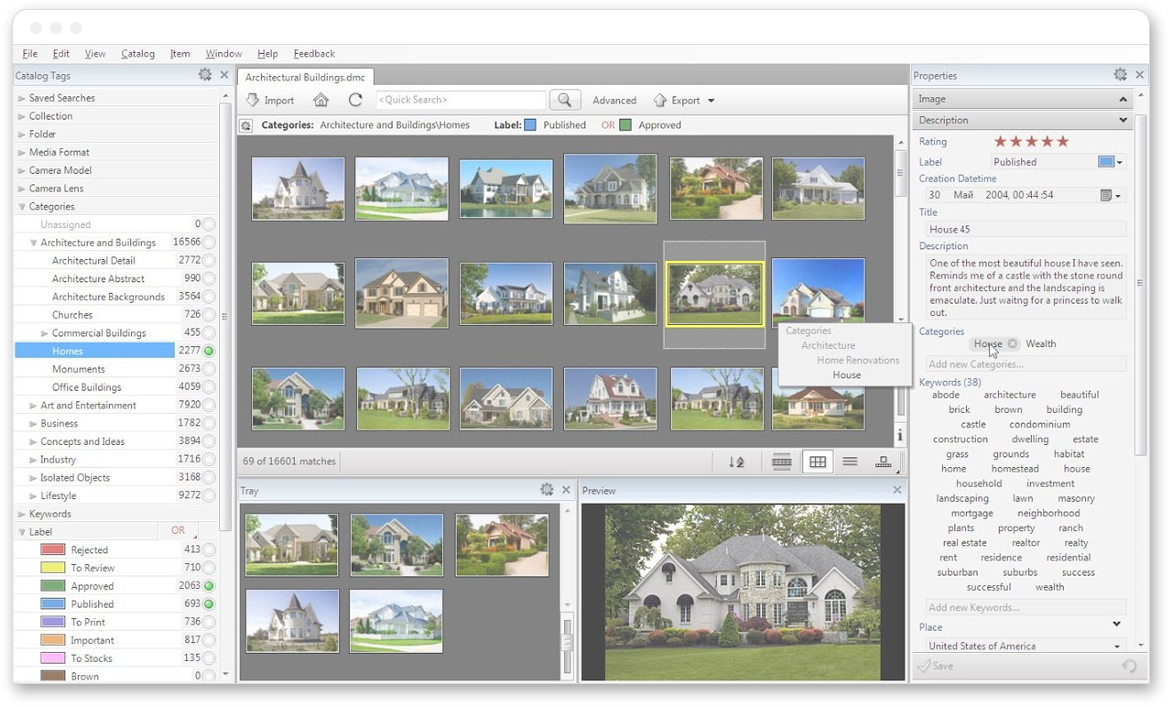 File Edit View Catalog Item Window Help Feedback
Catalog Tags
Saved Searches
Collection
Folder
Media Format
Camera Model
Camera Lens
Categories
Unassigned 0
Architecture and Buildings 16566
Architectural Detail 2772
Architecture Abstract 990
Architecture Backgrounds 3564
Churches 726
Commercial Buildings 455
Homes 2277
Monuments 2673
Office Buildings 4059
Art and Entertainment 7920
Business 1782
Concepts and Ideas 3894
Industry 1716
Isolated Objects 3168
Lifestyle 9272
Keywords
Label OR
Rejected 413
To Review 710
Approved 2063
Published 693
To Print 736
Important 817
To Stocks 135
Brown 0
Architectural Buildings.dmc
Import <Quick Search> Advanced Export
Categories: Architecture and Buildings\Homes Label: Published OR Approved
69 of 16601 matches
Tray
Preview
Categories
Architecture
Home Renovations
House
Properties
Image
Description
Rating
Label Published
Creation Datetime
30 Май 2004, 00:44:54
Title
House 45
Description
One of the most beautiful house I have seen.
Reminds me of a castle with the stone round
front architecture and the landscaping is
emaculate. Just waitng for a princess to walk
out.
Categories
House Wealth
Add new Categories...
Keywords (38)
abode architecture beautiful
brick brown building
castle condominium
construction dwelling estate
grass grounds habitat
home homestead house
household investment
landscaping lawn masonry
mortgage neighborhood
plants property ranch
real estate realtor realty
rent residence residential
suburban suburbs success
successful wealth
Add new Keywords...
Place
United States of America
Save